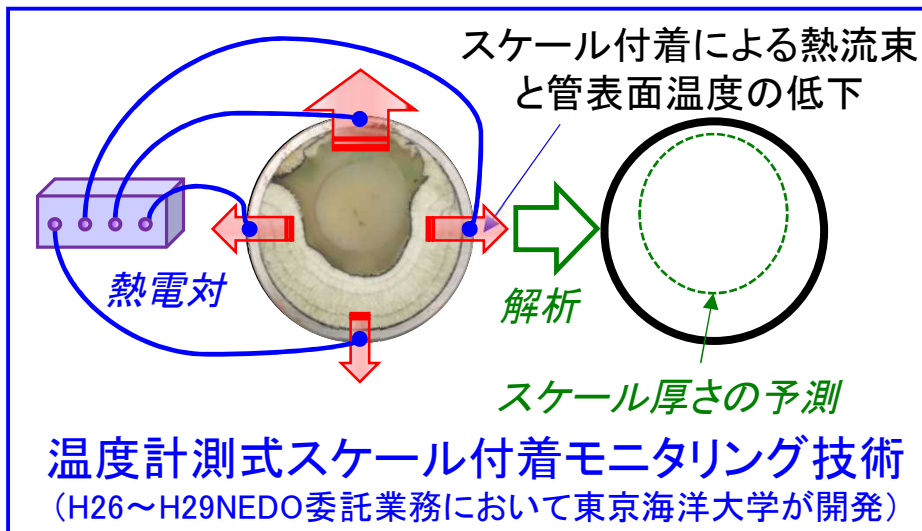 スケール付着による熱流束
と管表面温度の低下
熱電対
解析
スケール厚さの予測
温度計測式スケール付着モニタリング技術
（H26～H29NEDO委託業務において東京海洋大学が開発）